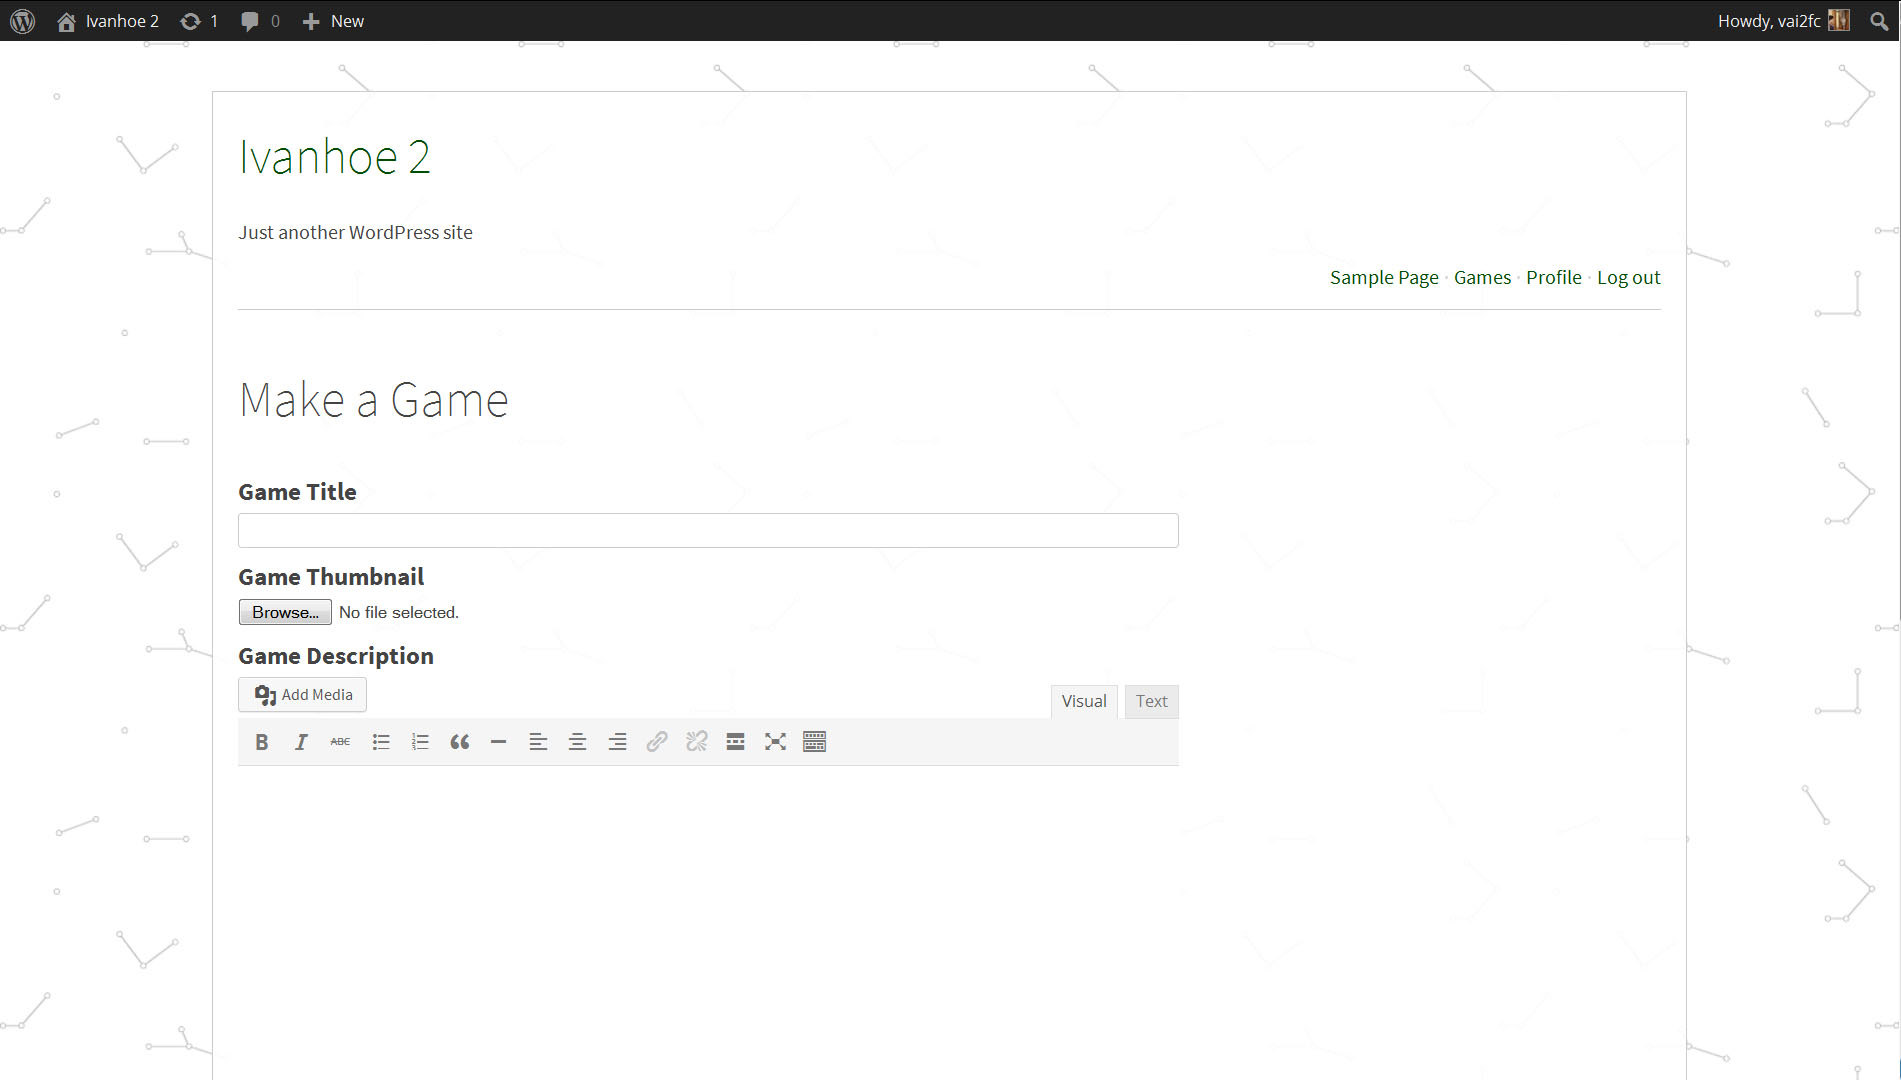 Ivanhoe 2 1 0 New Howdy, vai2fc
Ivanhoe 2
Just another WordPress site
Sample Page · Games · Profile · Log out
Make a Game
Game Title
Game Thumbnail
Browse... No file selected.
Game Description
Add Media Visual Text
B I ABC